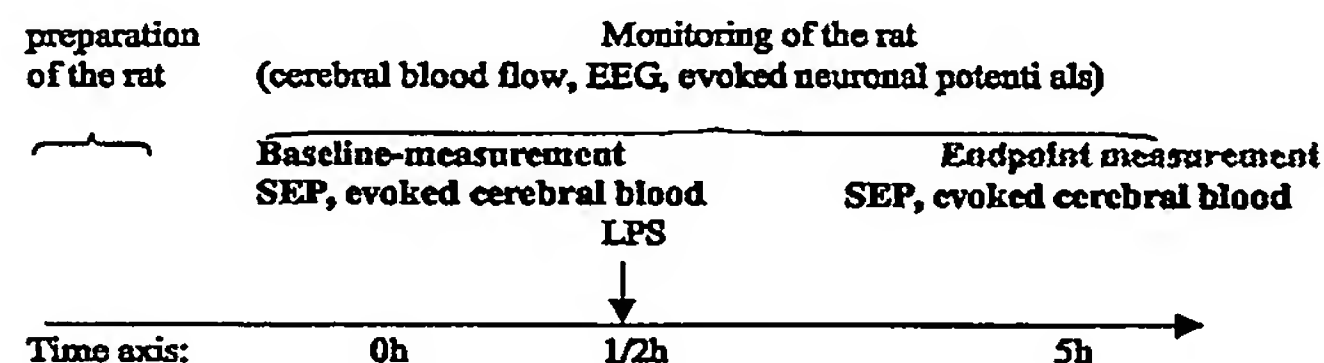 preparation Monitoring of the rat
of the rat (cerebral blood flow, EEG, evoked neuronal potenti als)
Baseline-measurement Endpoint measurement
SEP, evoked cerebral blood SEP, evoked cerebral blood
LPS
Time axis: 0h 1/2h 5h